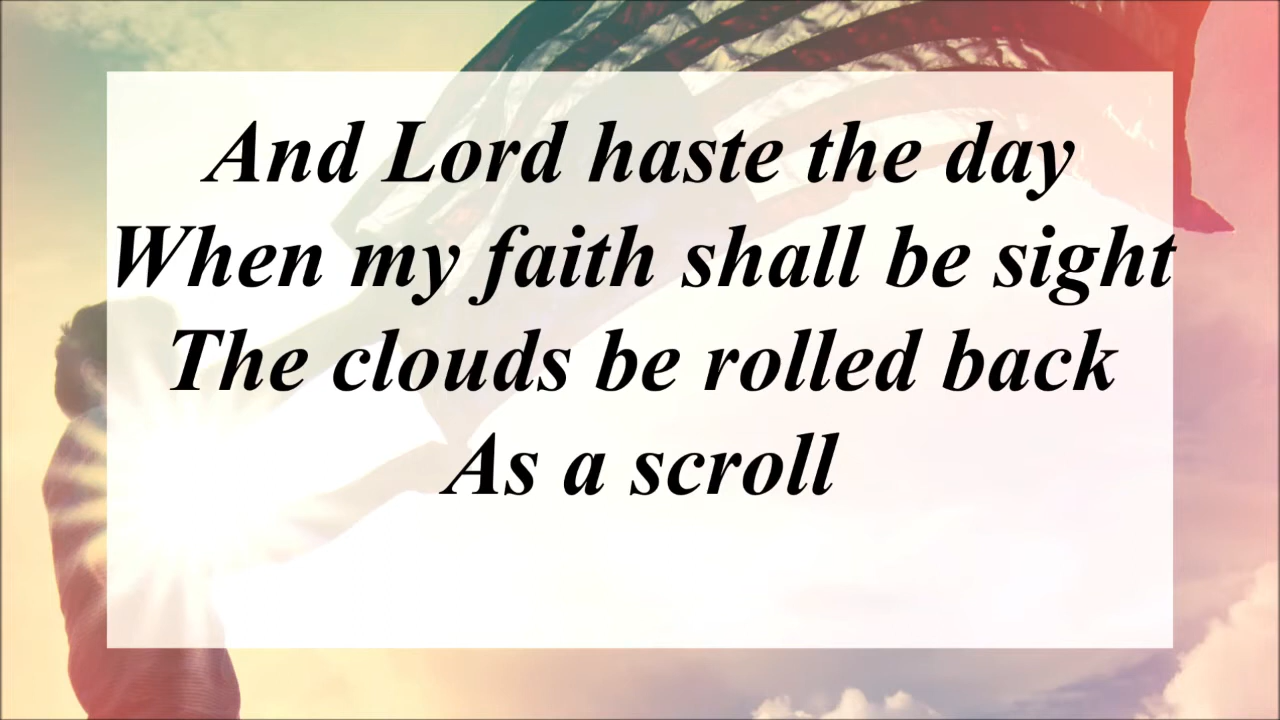 And Lord haste the day
When my faith shall be sight
The clouds be rolled back
As a scroll